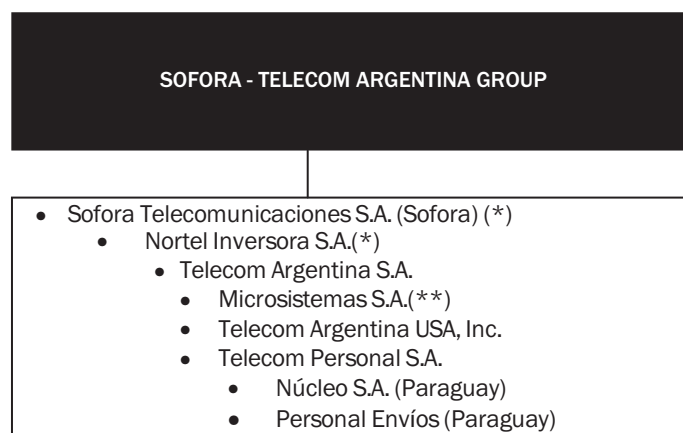 SOFORA - TELECOM ARGENTINA GROUP
• Sofora Telecomunicaciones S.A. (Sofora) (*)
• Nortel Inversora S.A.(*)
• Telecom Argentina S.A.
• Microsistemas S.A.(**)
• Telecom Argentina USA, Inc.
• Telecom Personal S.A.
• Núcleo S.A. (Paraguay)
• Personal Envíos (Paraguay)